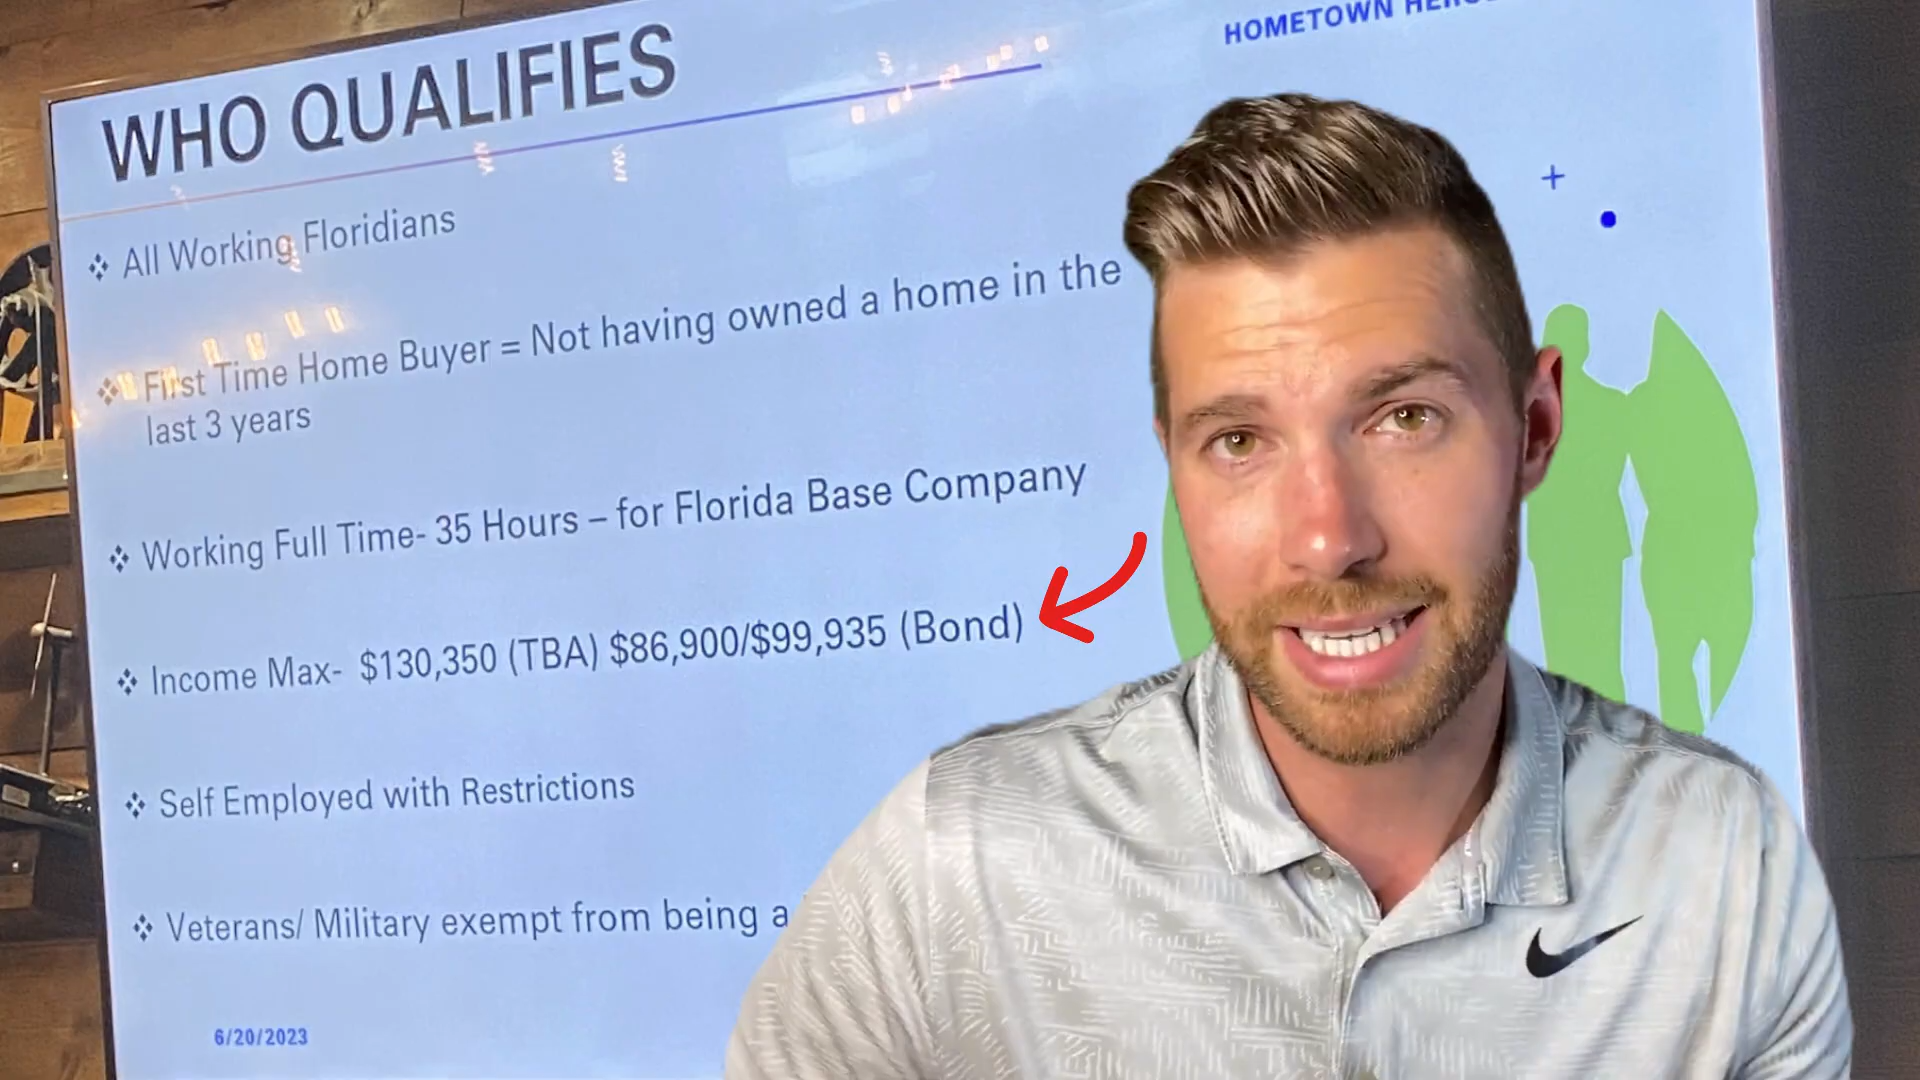 HOMETOWN
WHO QUALIFIES
❖ All Working Floridians
❖ First Time Home Buyer = Not having owned a home in the
last 3 years
❖ Working Full Time- 35 Hours – for Florida Base Company
❖ Income Max- $130,350 (TBA) $86,900/$99,935 (Bond)
❖ Self Employed with Restrictions
❖ Veterans/ Military exempt from being a
6/20/2023